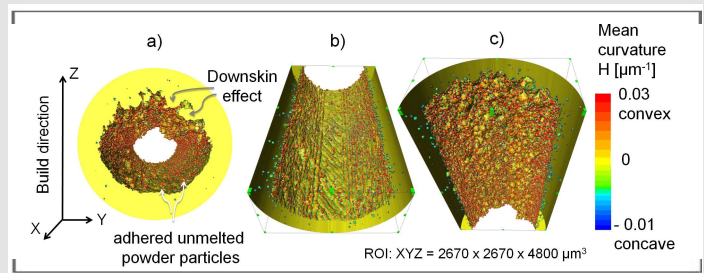 a)
b)
c)
Mean
curvature
H [µm-1]
0.03
convex
0
- 0.01
concave
Z
Build direction
X
Y
Downskin
effect
adhered unmelted
powder particles
ROI: XYZ = 2670 x 2670 x 4800 µm³